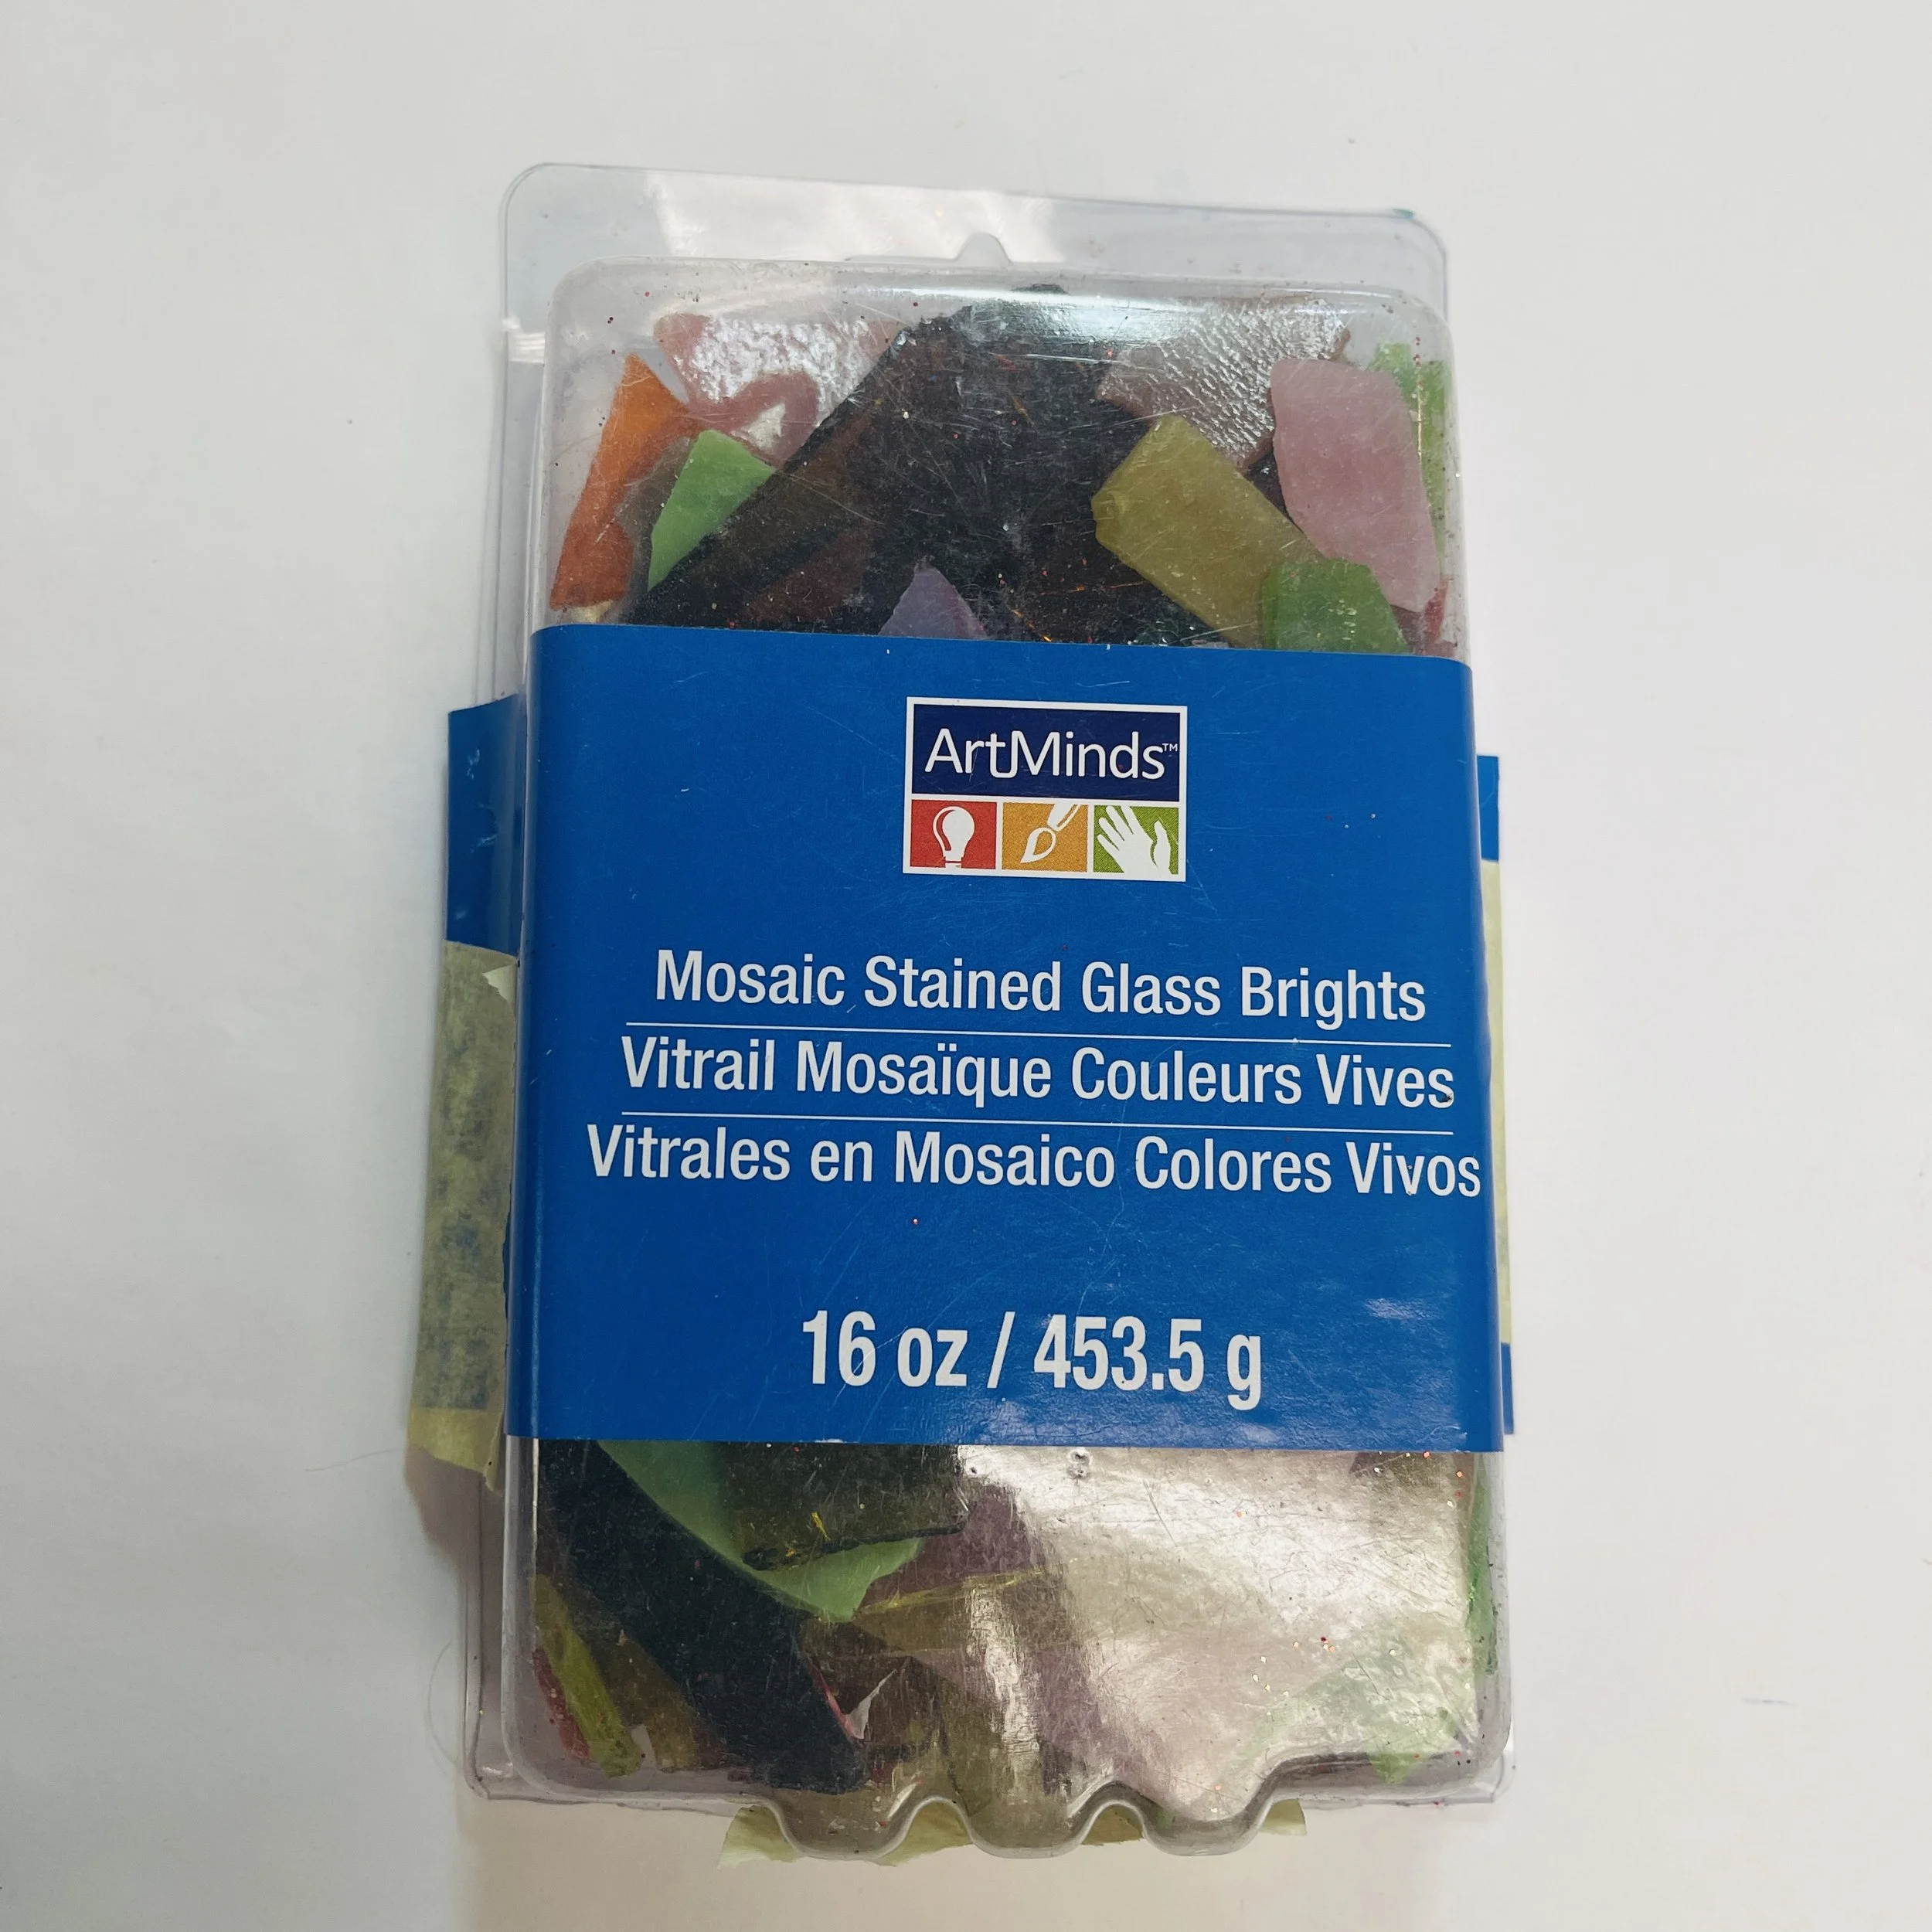 ArtMinds™
Mosaic Stained Glass Brights
Vitrail Mosaïque Couleurs Vives
Vitrales en Mosaico Colores Vivos
16 oz / 453.5 g